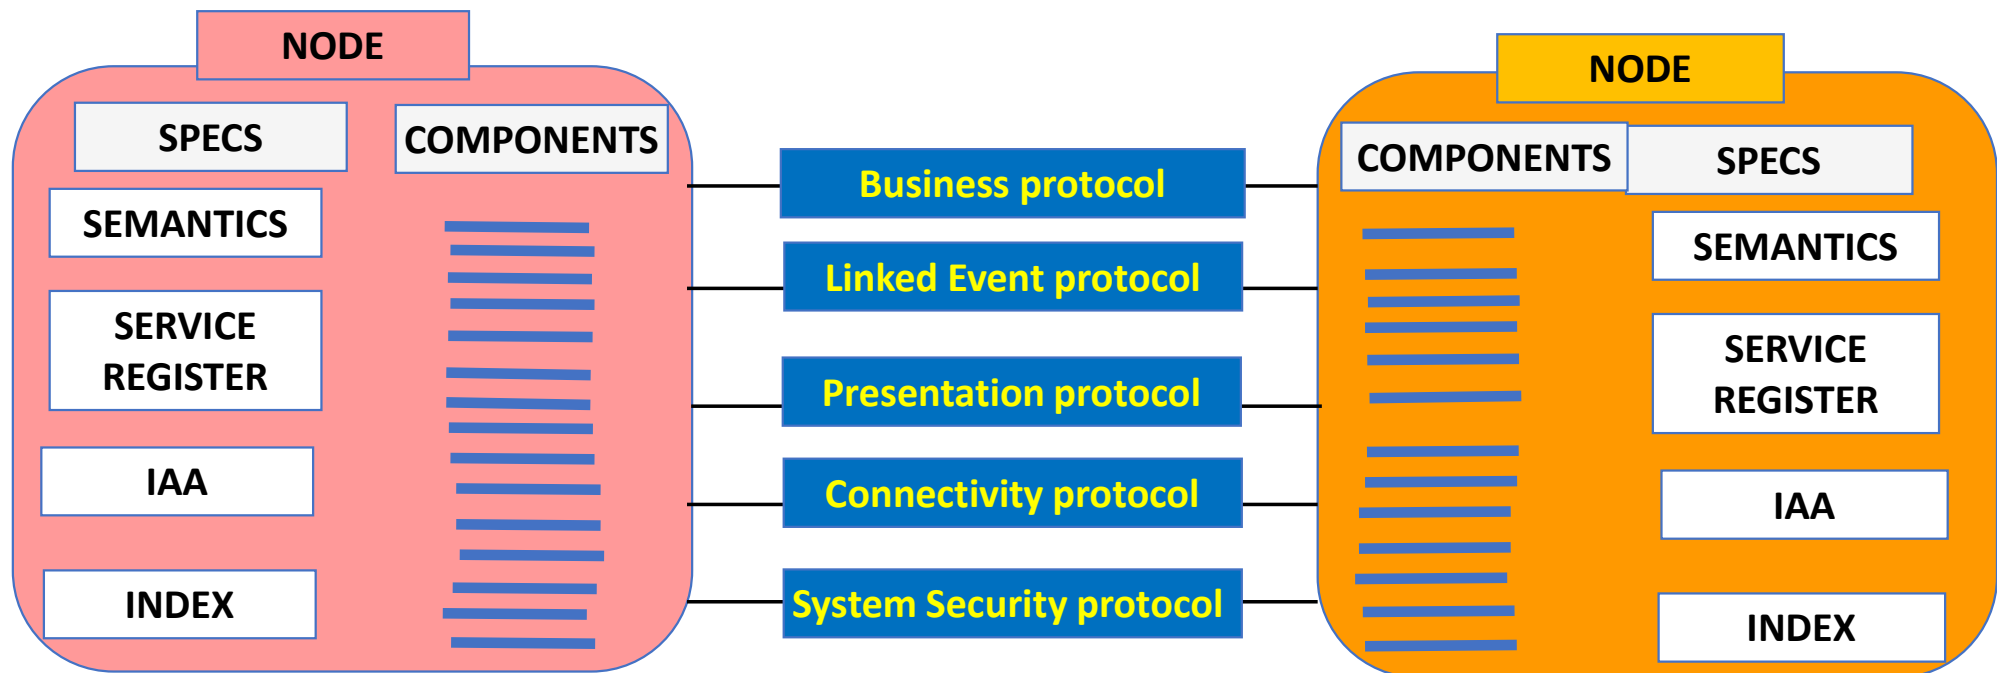 NODE
SPECS
COMPONENTS
SEMANTICS
SERVICE
REGISTER
IAA
INDEX
Business protocol
Linked Event protocol
Presentation protocol
Connectivity protocol
System Security protocol
NODE
COMPONENTS
SPECS
SEMANTICS
SERVICE
REGISTER
IAA
INDEX